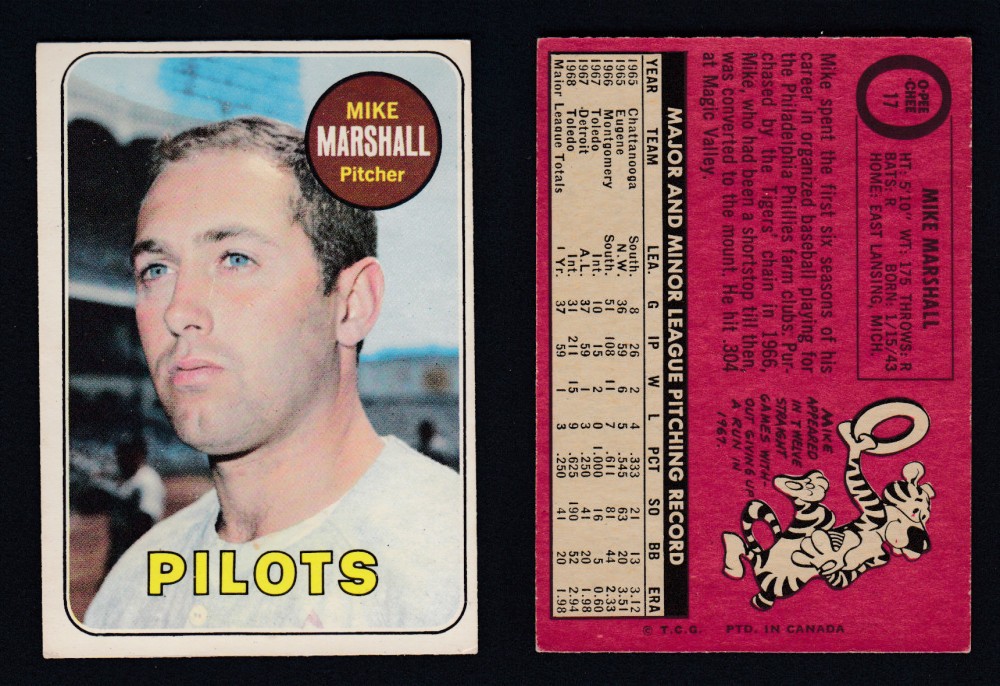 MIKE
MARSHALL
Pitcher
PILOTS
O-PEE
-CHEE
17
MIKE MARSHALL
HT: 5'10" WT: 175 THROWS: R
BATS: R BORN: 1/15/43
HOME: EAST LANSING, MICH.
Mike spent the first six seasons of his
career in organized baseball playing for
the Philadelphia Phillies farm clubs. Pur-
chased by the Tigers' chain in 1966,
Mike, who had been a shortstop till then,
was converted to the mount. He hit .304
at Magic Valley.
MIKE
APPEARED
IN TWELVE
STRAIGHT
GAMES WITH-
OUT GIVING UP
A RUN IN
1967.
MAJOR AND MINOR LEAGUE PITCHING RECORD
YEAR TEAM LEA. G IP W L PCT SO BB ERA
1965 Chattanooga South. 8 26 2 4 .333 21 13 3.12
1965 Eugene N.W. 36 59 6 5 .545 63 20 3.51
1966 Montgomery South. 51 108 11 7 .611 81 44 2.33
1967 Toledo Int. 10 15 2 0 1.000 16 5 0.60
1967 Detroit A.L. 37 59 1 3 .250 41 20 1.98
1968 Toledo Int. 31 211 15 9 .625 190 52 2.94
Major League Totals 1 Yr. 37 59 1 3 .250 41 20 1.98
© T.C.G. PTD. IN CANADA